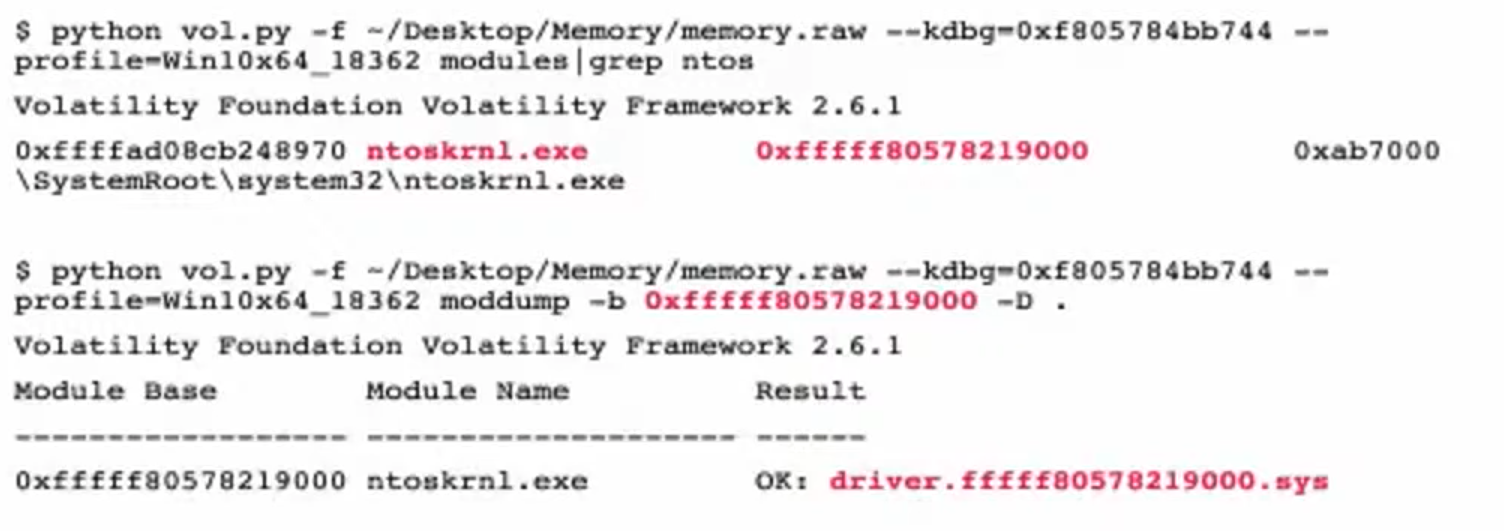 $ python vol.py -f ~/Desktop/Memory/memory.raw --kdbg=0xf805784bb744 --
profile=Win10x64_18362 modules|grep ntos
Volatility Foundation Volatility Framework 2.6.1
0xffffad08cb248970 ntoskrnl.exe 0xfffff80578219000 0xab7000
\SystemRoot\system32\ntoskrnl.exe
$ python vol.py -f ~/Desktop/Memory/memory.raw --kdbg=0xf805784bb744 --
profile=Win10x64_18362 moddump -b 0xfffff80578219000 -D .
Volatility Foundation Volatility Framework 2.6.1
Module Base Module Name Result
------------------ -------------------- ------
0xfffff80578219000 ntoskrnl.exe OK: driver.fffff80578219000.sys